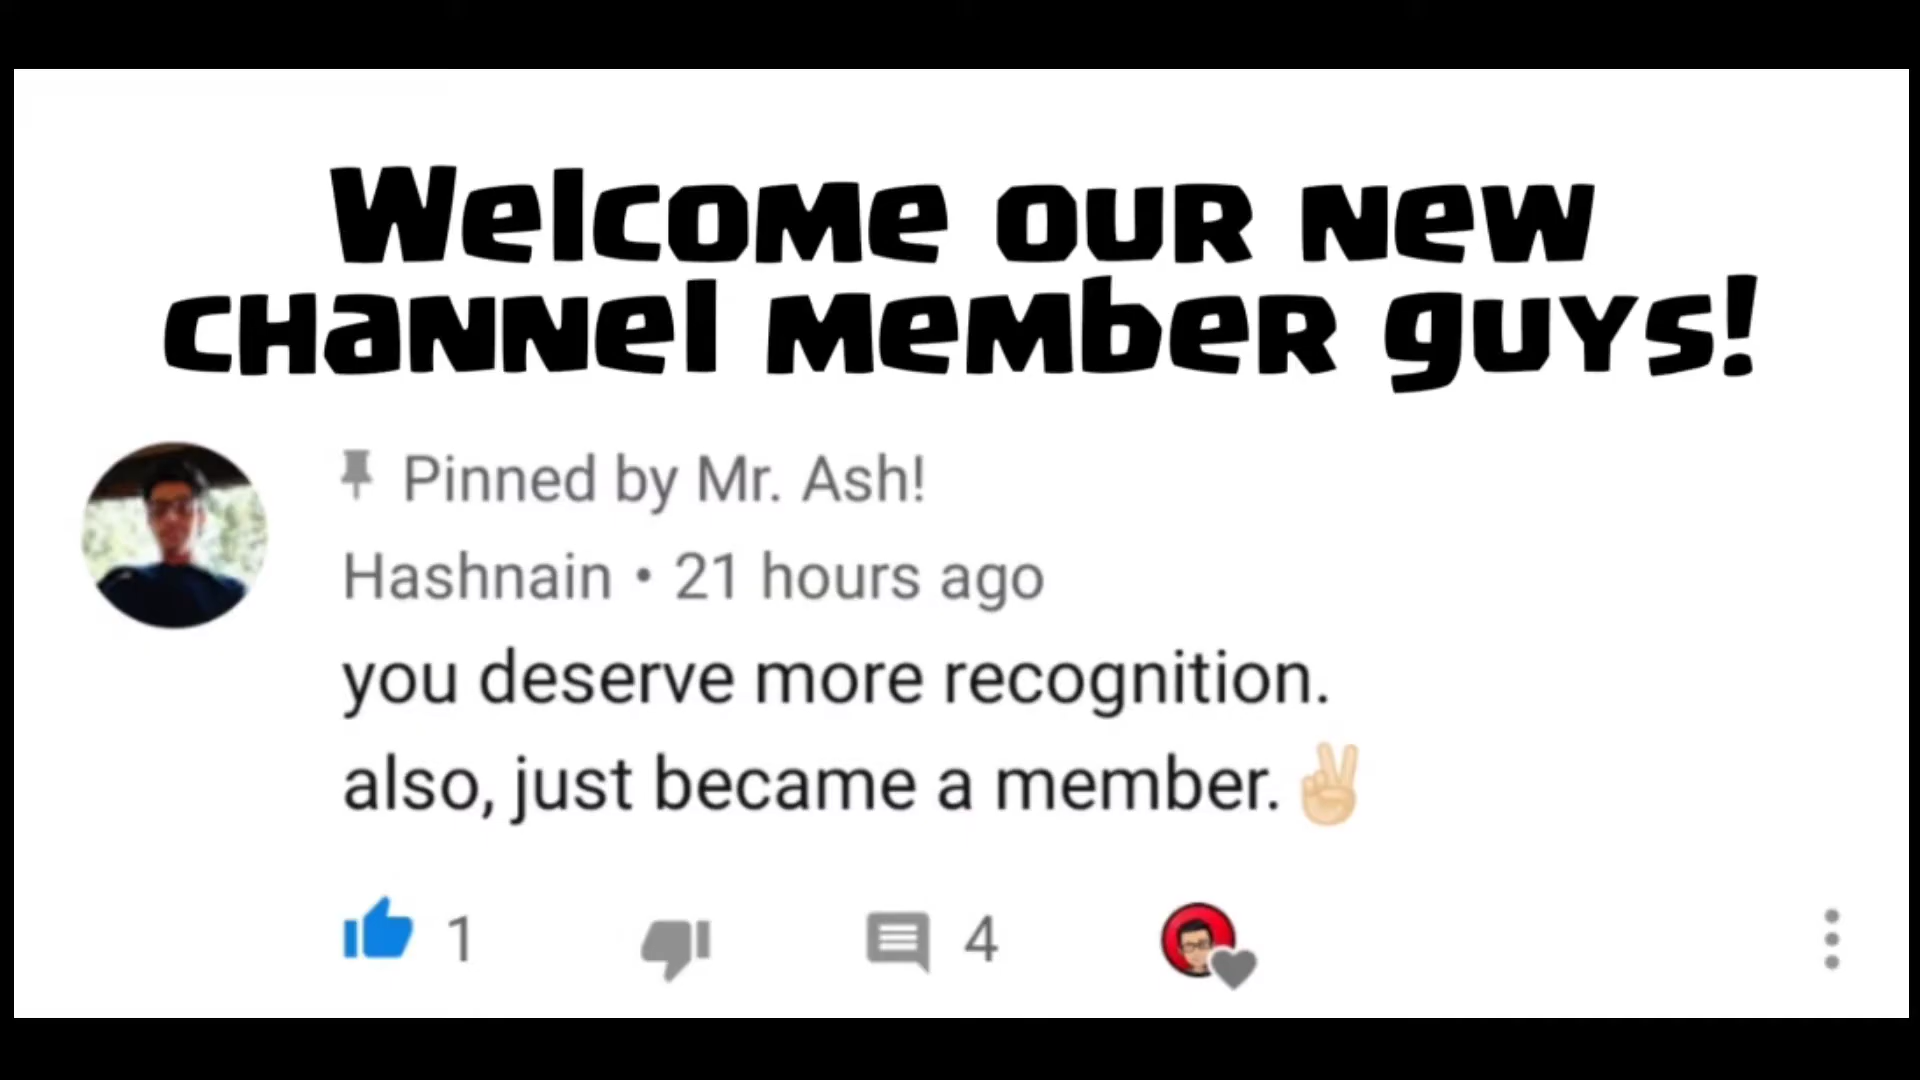 Welcome our new
channel member guys!
Pinned by Mr. Ash!
Hashnain • 21 hours ago
you deserve more recognition.
also, just became a member.✌🏻
1 4